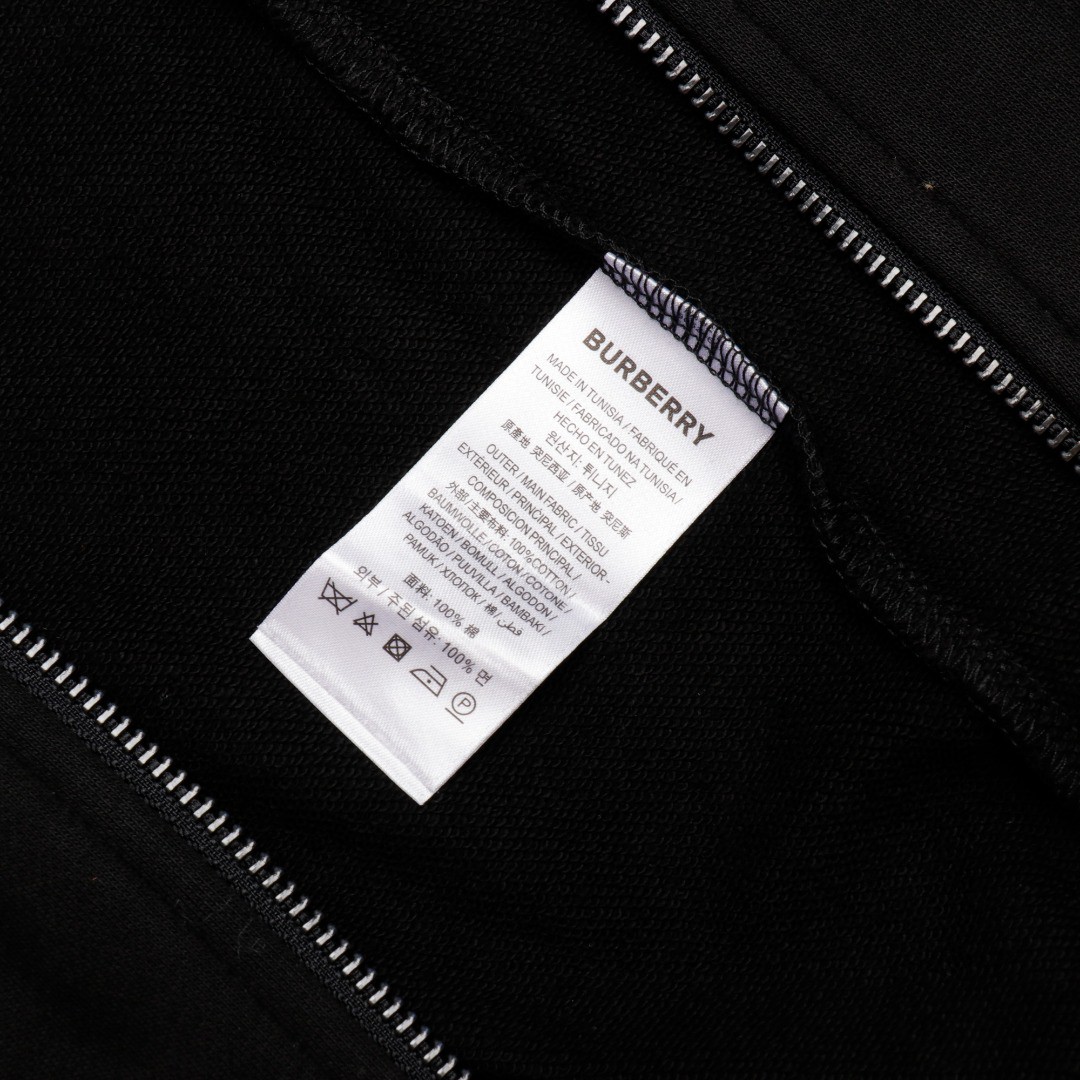 BURBERRY
MADE IN TUNISIA / FABRIQUÉ EN
TUNISIE / FABRICADO NA TUNISIA/
HECHO EN TUNEZ
원산지: 튀니지
原產地 突尼西亚 / 原产地 突尼斯
OUTER / MAIN FABRIC / TISSU
EXTÉRIEUR / PRINCIPAL / EXTERIOR-
COMPOSICION PRINCIPAL /
外部/主要布料: 100%COTTON /
BAUMWOLLE / COTON / COTONE /
KATOEN / BOMULL / ALGODON /
ALGODÃO / PUUVILLA / BAMBAKI /
PAMUK / ХЛОПОК / 棉 / قطن
面料: 100% 棉
외부 / 주된 섬유: 100% 면
P